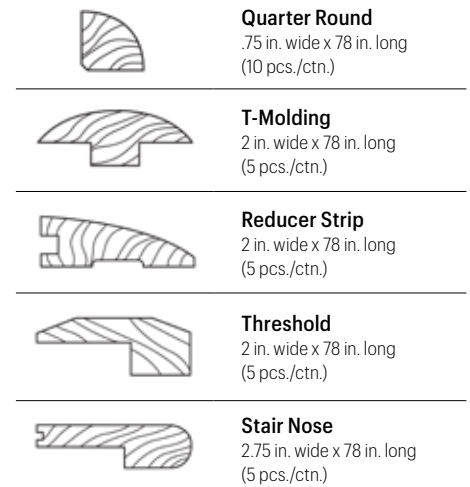 Quarter Round
.75 in. wide x 78 in. long
(10 pcs./ctn.)
T-Molding
2 in. wide x 78 in. long
(5 pcs./ctn.)
Reducer Strip
2 in. wide x 78 in. long
(5 pcs./ctn.)
Threshold
2 in. wide x 78 in. long
(5 pcs./ctn.)
Stair Nose
2.75 in. wide x 78 in. long
(5 pcs./ctn.)